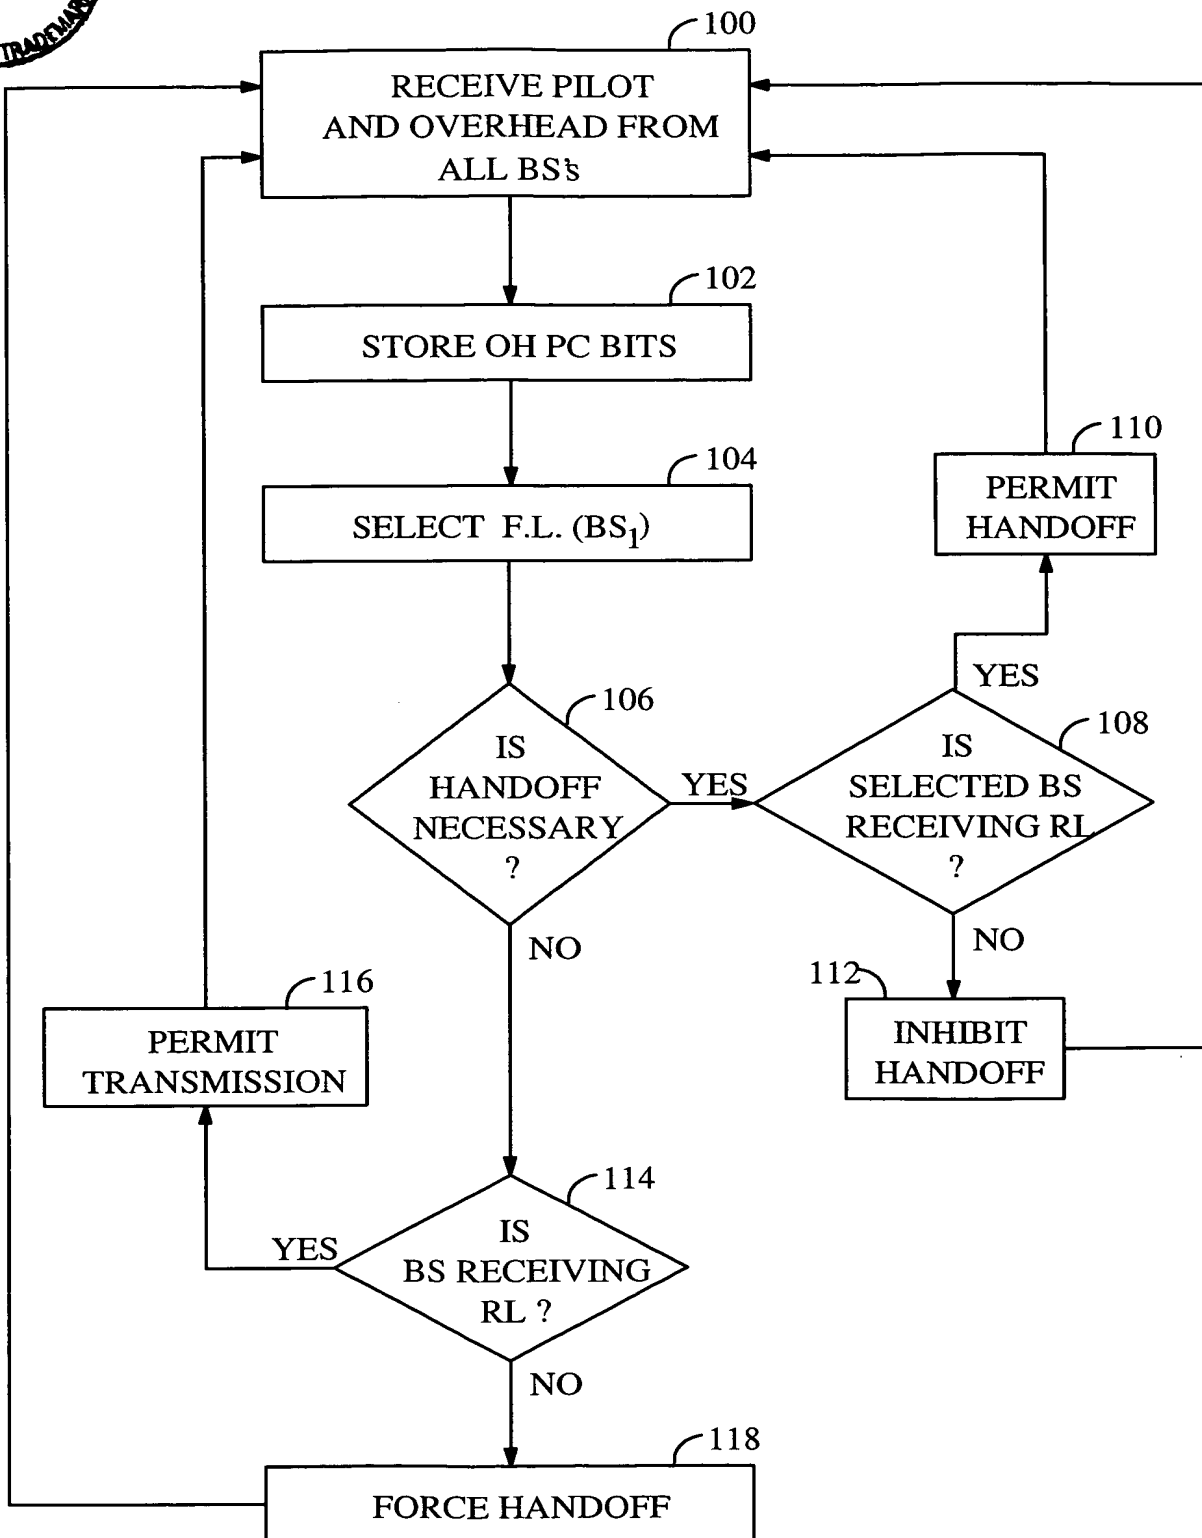 TRADEMARK
100
RECEIVE PILOT
AND OVERHEAD FROM
ALL BS's
102
STORE OH PC BITS
104
SELECT F.L. (BS1)
106
IS
HANDOFF
NECESSARY
?
YES
NO
108
IS
SELECTED BS
RECEIVING RL
?
YES
NO
110
PERMIT
HANDOFF
112
INHIBIT
HANDOFF
114
IS
BS RECEIVING
RL ?
YES
NO
116
PERMIT
TRANSMISSION
118
FORCE HANDOFF